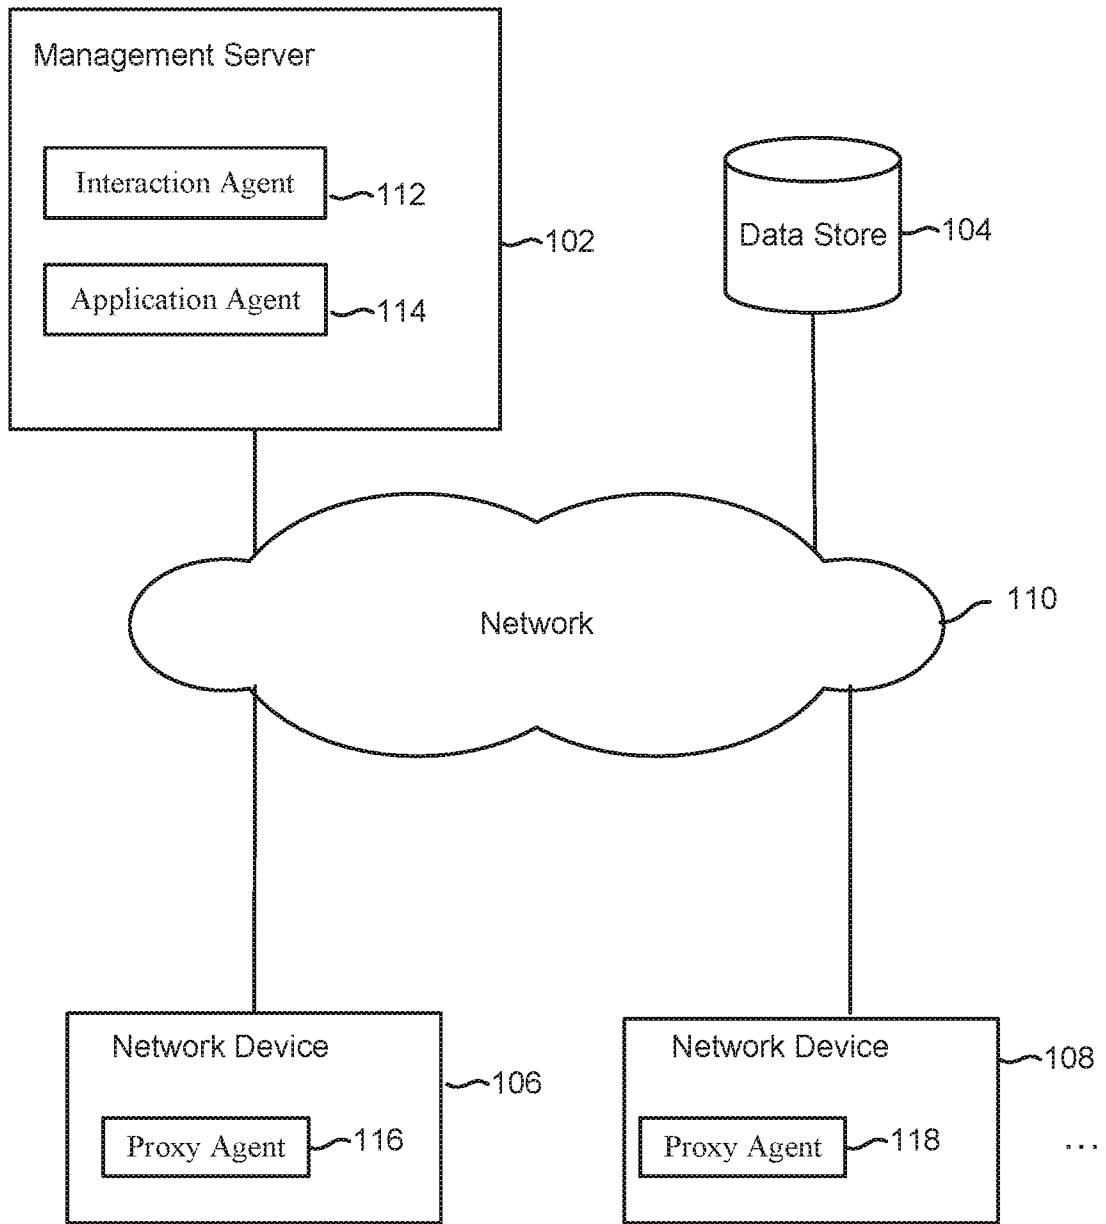 Management Server
Interaction Agent
112
Data Store
104
102
Application Agent
114
Network
110
Network Device
106
Proxy Agent
116
Network Device
108
Proxy Agent
118
...